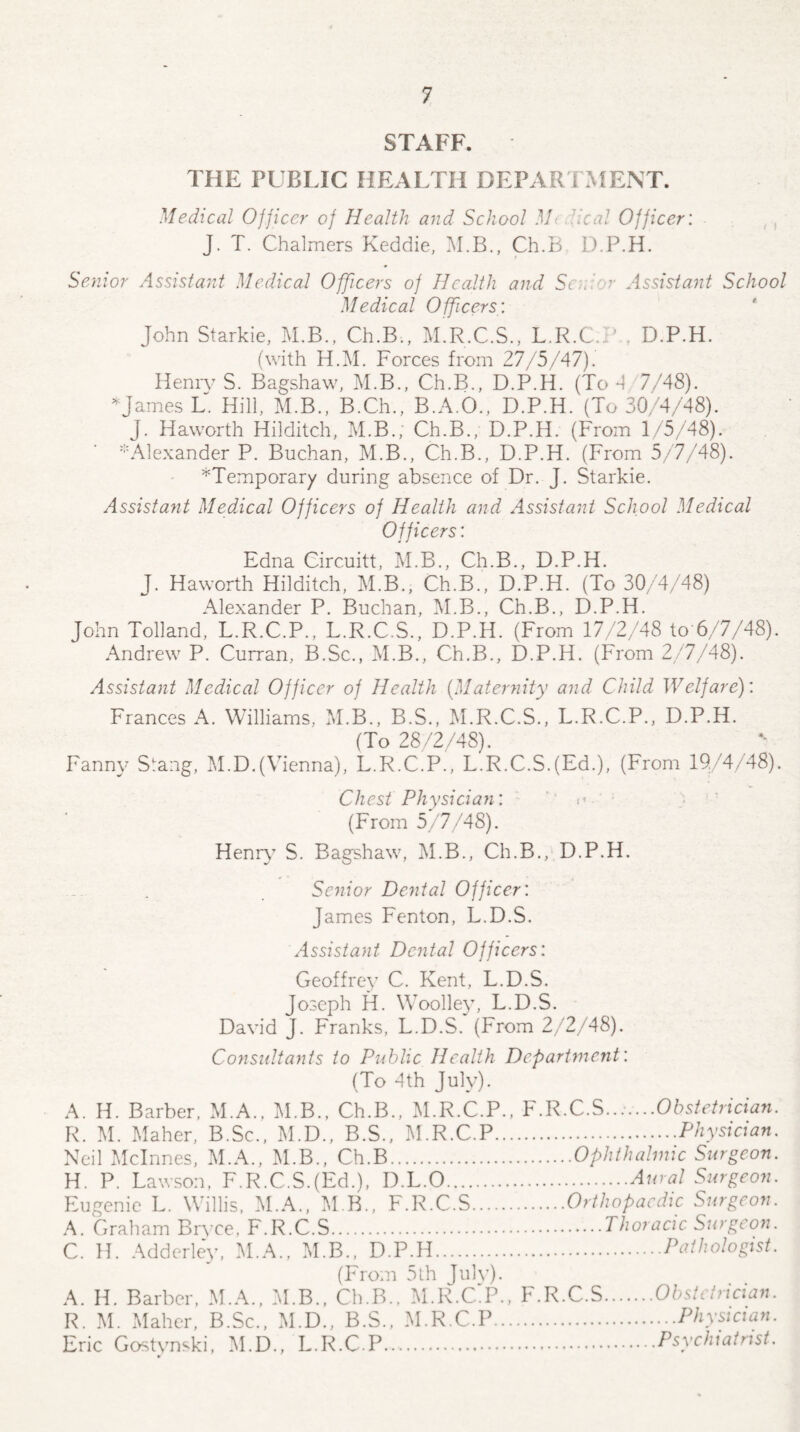 7
STAFF.
THE PUBLIC HEALTH DEPARTMENT.
Medical Officer of Health and School Medical Officer:
J. T. Chalmers Keddie, M.B., Ch.B. D.P.H.
Senior Assistant Medical Officers of Health and Senior Assistant School
Medical Officers:
John Starkie, M.B., Ch.B., M.R.C.S., L.R.C.P., D.P.H.
(with H.M. Forces from 27/5/47).
Henry S. Bagshaw, M.B., Ch.B., D.P.H. (To 4/7/48).
*James L. Hill, M.B., B.Ch., B.A.O., D.P.H. (To 30/4/48).
J. Haworth Hilditch, M.B., Ch.B., D.P.H. (From 1/5/48).
*Alexander P. Buchan, M.B., Ch.B., D.P.H. (From 5/7/48).
*Temporary during absence of Dr. J. Starkie.
Assistant Medical Officers of Health and Assistant School Medical
Officers:
Edna Circuitt, M.B., Ch.B., D.P.H.
J. Haworth Hilditch, M.B., Ch.B., D.P.H. (To 30/4/48)
Alexander P. Buchan, M.B., Ch.B., D.P.H.
John Tolland, L.R.C.P., L.R.C.S., D.P.H. (From 17/2/48 to 6/7/48).
Andrew P. Curran, B.Sc., M.B., Ch.B., D.P.H. (From 2/7/48).
Assistant Medical Officer of Health (Maternity and Child Welfare):
Frances A. Williams, M.B., B.S., M.R.C.S., L.R.C.P., D.P.H.
(To 28/2/48).
Fanny Stang, M.D.(Vienna), L.R.C.P., L.R.C.S.(Ed.), (From 19/4/48).
Chest Physician:
(From 5/7/48).
Henry S. Bagshaw, M.B., Ch.B., D.P.H.
Senior Dental Officer:
James Fenton, L.D.S.
Assistant Dental Officers:
Geoffrey C. Kent, L.D.S.
Joseph H. Woolley, L.D.S.
David J. Franks, L.D.S. (From 2/2/48).
Consultants to Public Health Department:
(To 4th July).
A. H. Barber, M.A., M.B., Ch.B., M.R.C.P., F.R.C.S.......Obstetrician.
R. M. Maher, B.Sc., M.D., B.S., M.R.C.P..............................Physician.
Neil McInnes, M.A., M.B., Ch.B..............................Ophthalmic Surgeon.
H. P. Lawson, F.R.C.S.(Ed.), D.L.O..............................Aural Surgeon.
Eugenie L. Willis, M.A., M.B., F.R.C.S...............Orthopaedic Surgeon.
A. Graham Bryce, F.R.C.S..............................Thoracic Surgeon.
C. H. Adderley, M.A., M.B., D.P.H..............................Pathologist.
(From 5th July).
A. H. Barber, M.A., M.B., Ch.B., M.R.C.P., F.R.C.S.......Obstetrician.
R. M. Maher, B.Sc., M.D., B.S., M.R.C.P..............................Physician.
Eric Gostynski, M.D., L.R.C.P..............................Psychiatrist.